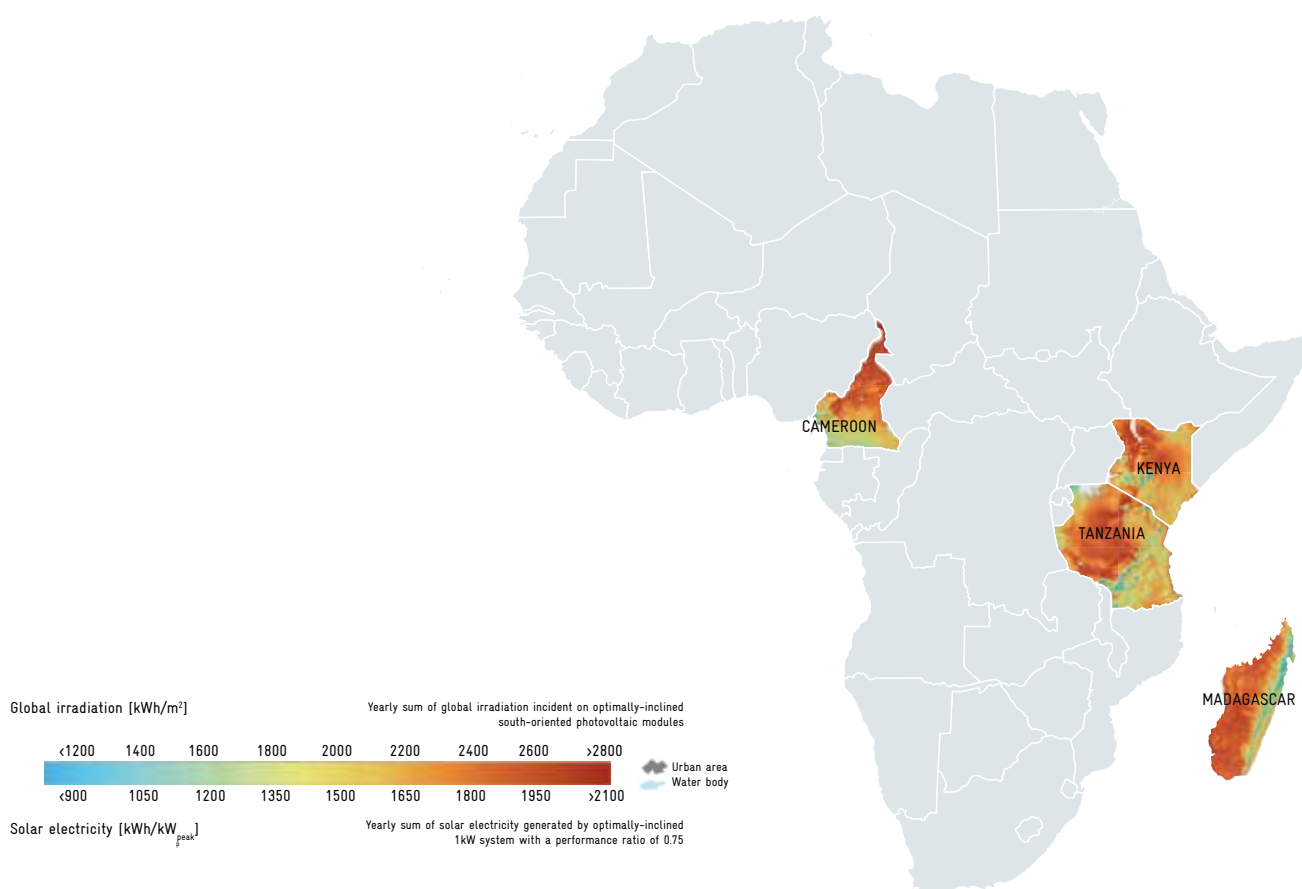 CAMEROON
KENYA
TANZANIA
MADAGASCAR
Global irradiation [kWh/m²]
Yearly sum of global irradiation incident on optimally-inclined
south-oriented photovoltaic modules
<1200 1400 1600 1800 2000 2200 2400 2600 >2800
<900 1050 1200 1350 1500 1650 1800 1950 >2100
Urban area
Water body
Solar electricity [kWh/kWpeak]
Yearly sum of solar electricity generated by optimally-inclined
1kW system with a performance ratio of 0.75